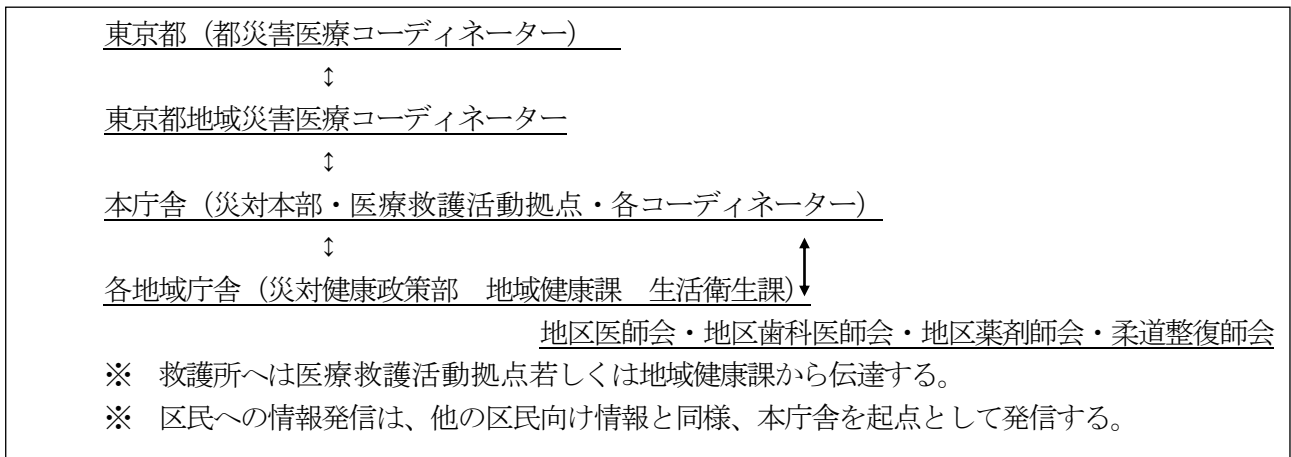 東京都（都災害医療コーディネーター）
↕
東京都地域災害医療コーディネーター
↕
本庁舎（災対本部・医療救護活動拠点・各コーディネーター）
↕
各地域庁舎（災対健康政策部　地域健康課　生活衛生課）
地区医師会・地区歯科医師会・地区薬剤師会・柔道整復師会
※　救護所へは医療救護活動拠点若しくは地域健康課から伝達する。
※　区民への情報発信は、他の区民向け情報と同様、本庁舎を起点として発信する。